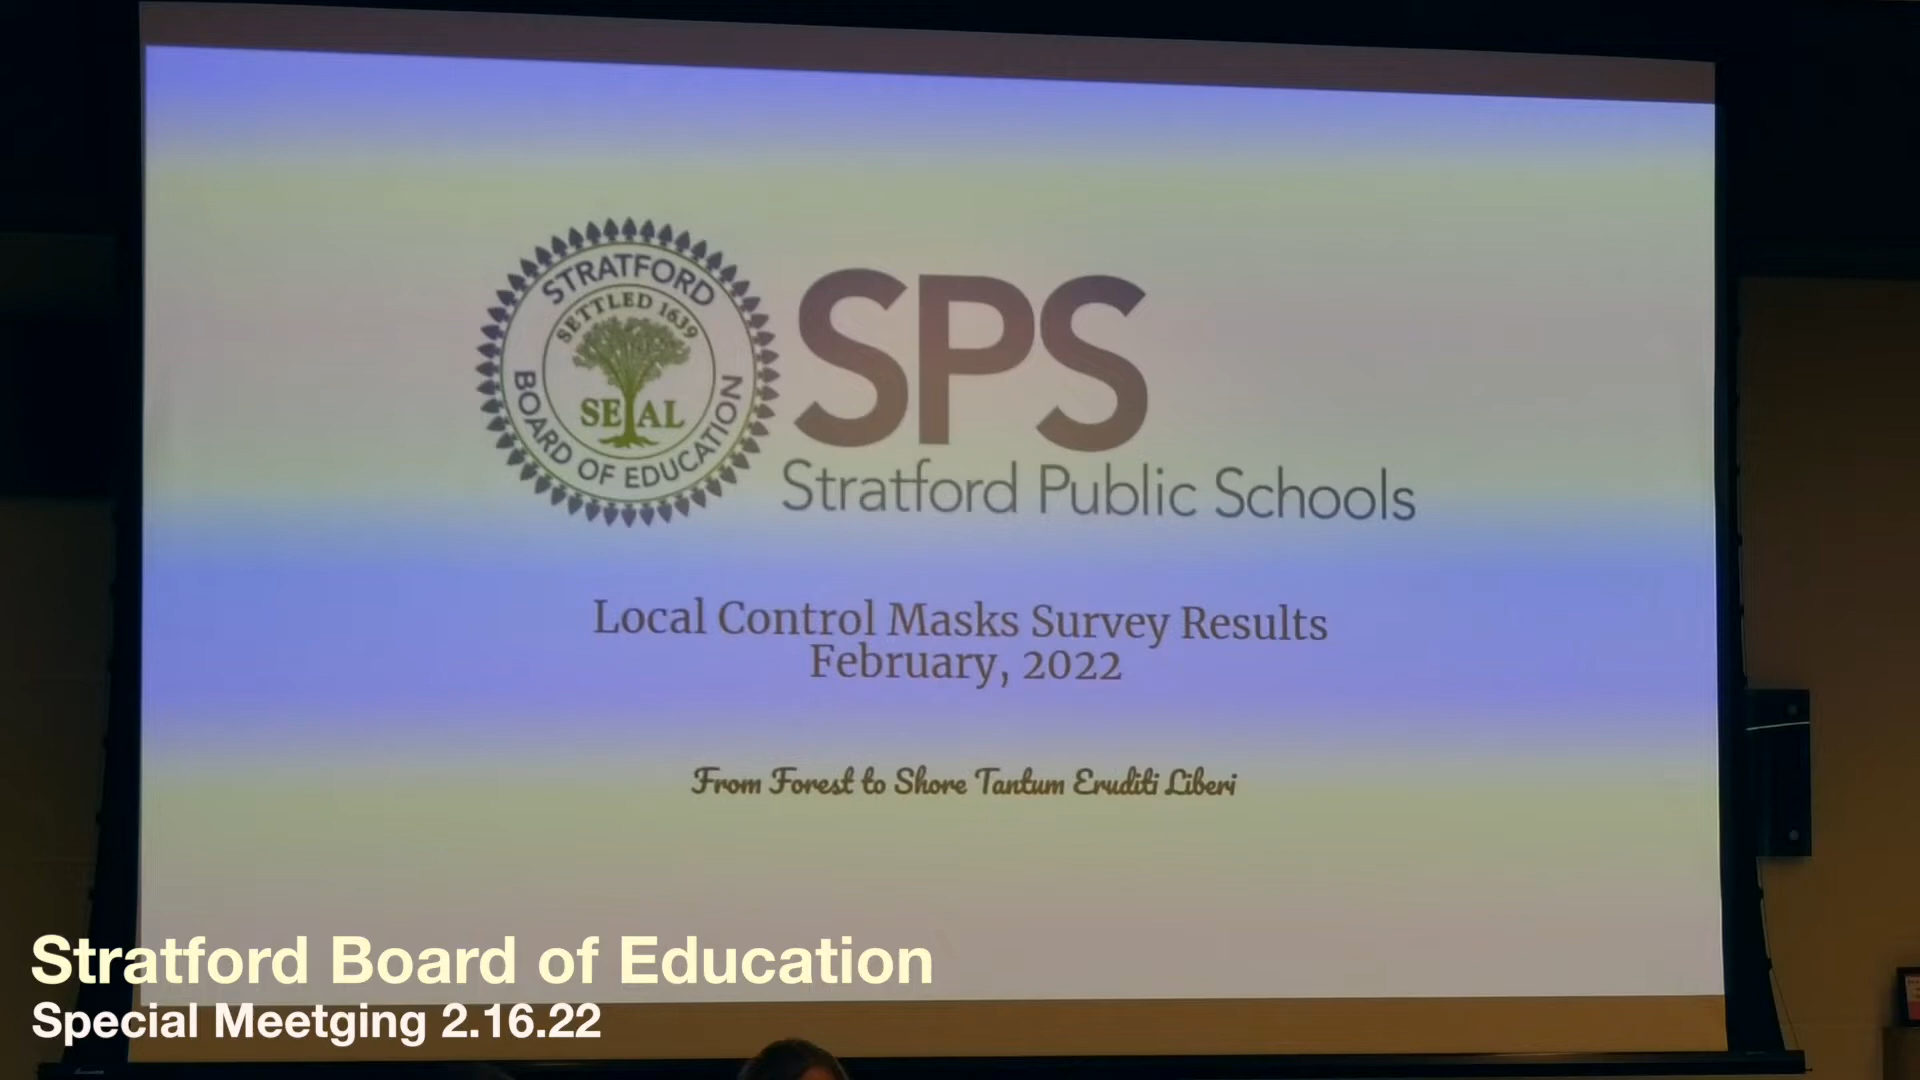 STRATFORD
SETTLED 1639
SEAL
BOARD OF EDUCATION
SPS
Stratford Public Schools
Local Control Masks Survey Results
February, 2022
From Forest to Shore Tantum Eruditi Liberi
Stratford Board of Education
Special Meetging 2.16.22